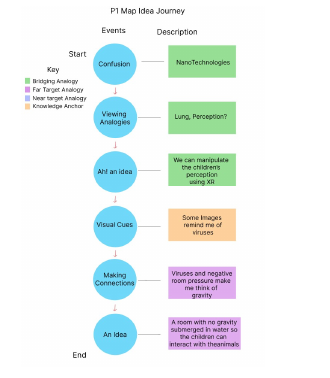 P1 Map Idea Journey
Events
Description
Start
Key
Bridging Analogy
Far Target Analogy
Near target Analogy
Knowledge Anchor
Confusion
NanoTechnologies
Viewing
Analogies
Lung, Perception?
Ah! an idea
We can manipulate
the children's
perception
using XR
Visual Cues
Some Images
remind me of
viruses
Making
Connections
Viruses and negative
room pressure make
me think of
gravity
An Idea
A room with no gravity
submerged in water so
the children can
interact with theanimals
End